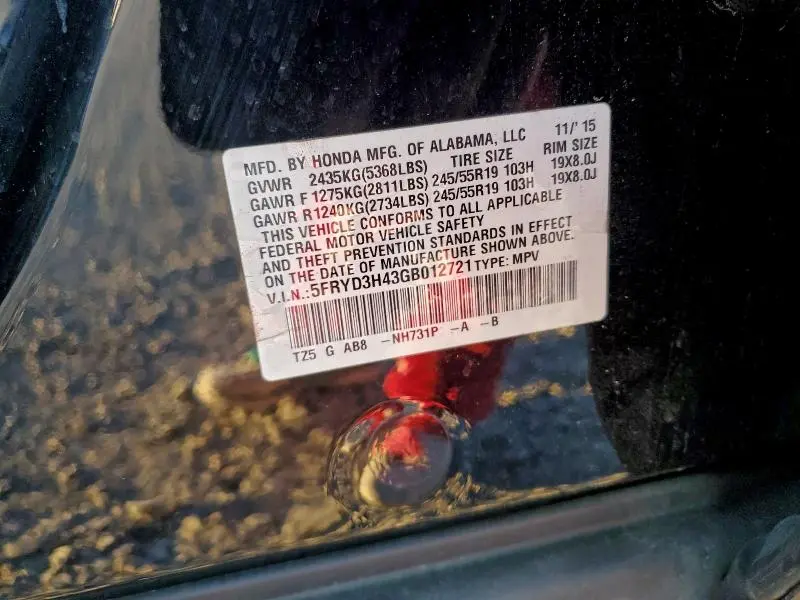 MFD. BY HONDA MFG. OF ALABAMA, LLC 11/' 15
GVWR 2435KG(5368LBS) TIRE SIZE RIM SIZE
GAWR F 1275KG(2811LBS) 245/55R19 103H 19X8.0J
GAWR R1240KG(2734LBS) 245/55R19 103H 19X8.0J
THIS VEHICLE CONFORMS TO ALL APPLICABLE
FEDERAL MOTOR VEHICLE SAFETY
AND THEFT PREVENTION STANDARDS IN EFFECT
ON THE DATE OF MANUFACTURE SHOWN ABOVE.
V.I.N.:5FRYD3H43GB012721 TYPE: MPV
TZ5 G AB8 -NH731P -A -B